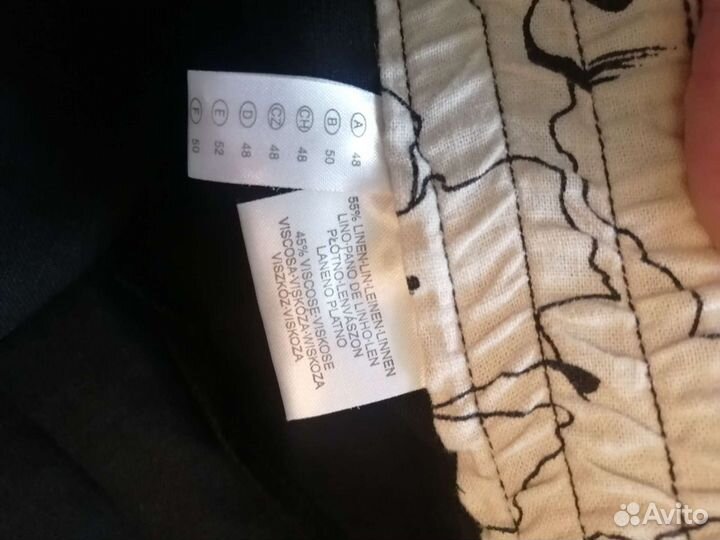 A 48
B 50
CH 48
CZ 48
D 48
E 52
F 50
55% LINEN·LIN·LEINEN·LINNEN
LINO·PANO DE LINHO·LEN
PŁÓTNO·LENVÁSZON
LANENO PLATNO
45% VISCOSE·VISKOSE
VISCOSA·VISKÓZA·WISKOZA
VISZKÓZ·VISKOZA
Avito